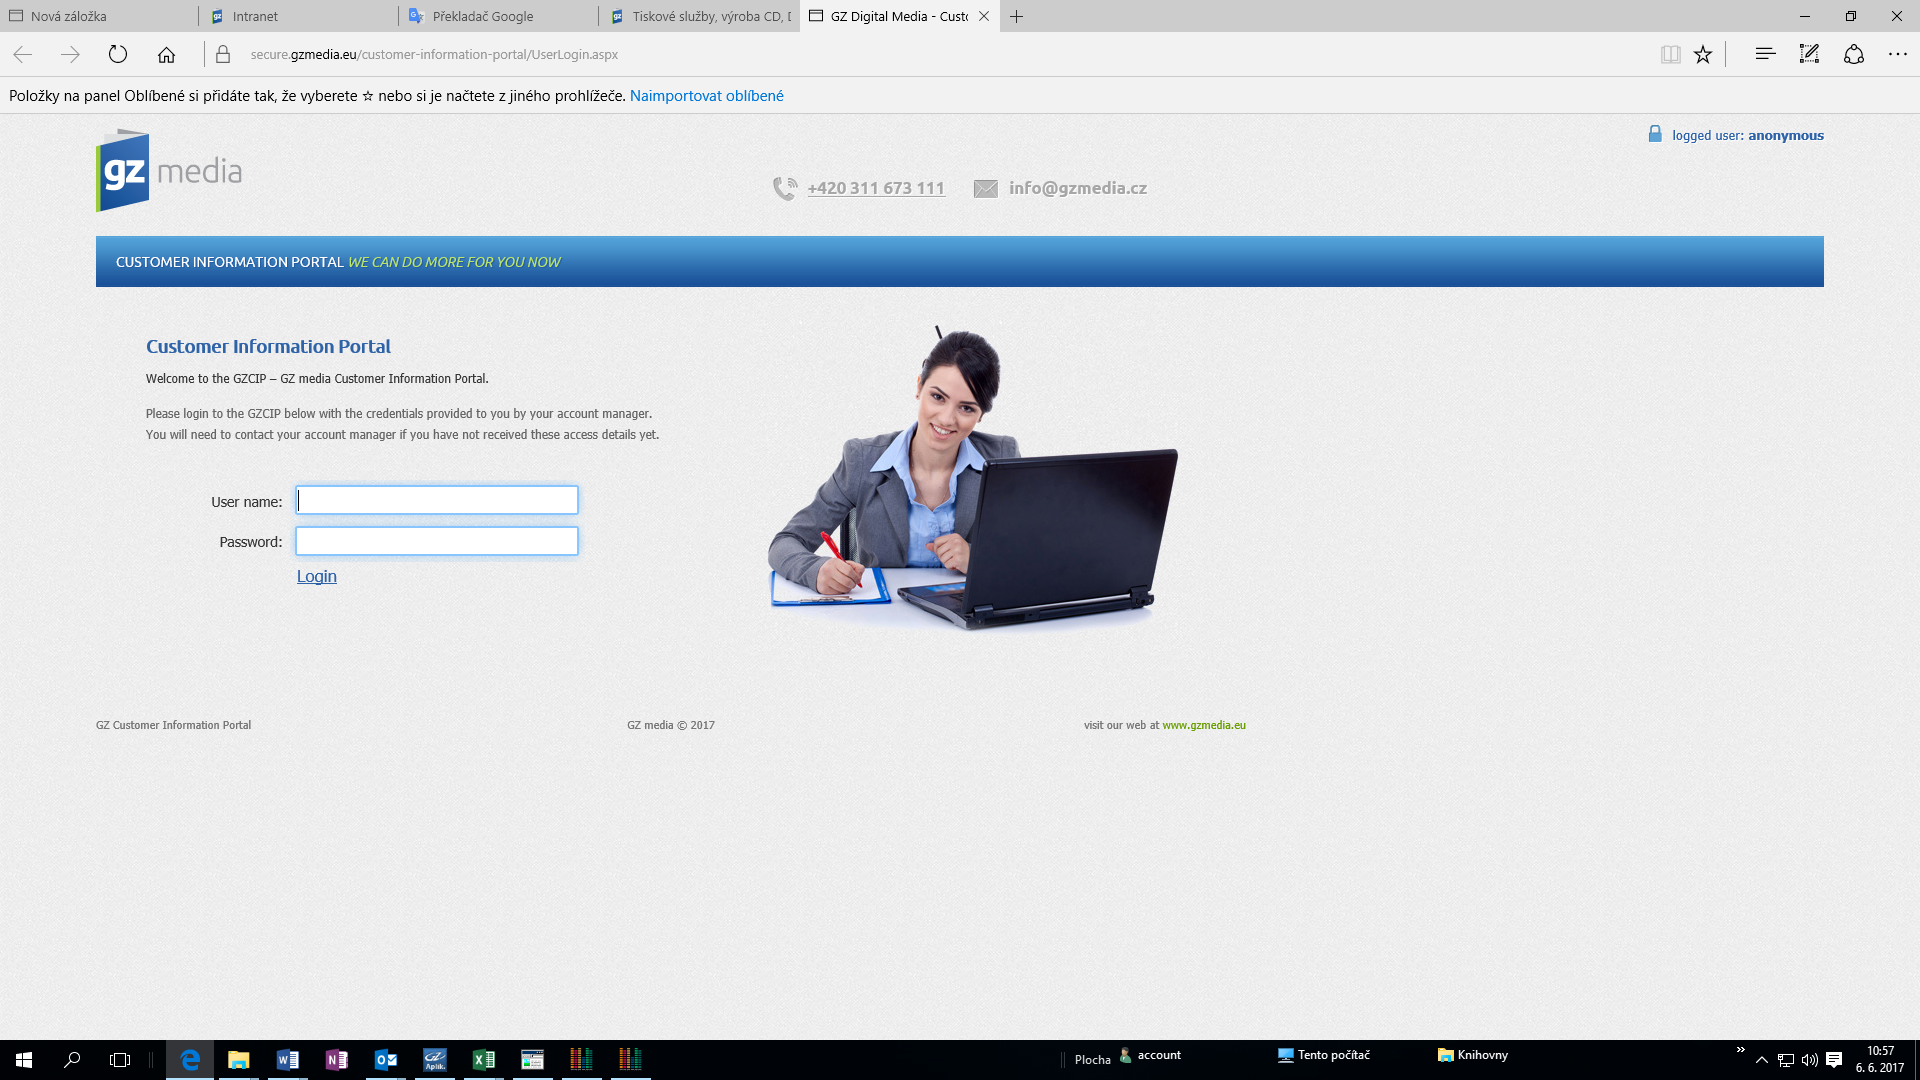 Nová záložka
Intranet
Překladač Google
Tiskové služby, výroba CD, D
GZ Digital Media - Custo
secure.gzmedia.eu/customer-information-portal/UserLogin.aspx
Položky na panel Oblíbené si přidáte tak, že vyberete ☆ nebo si je načtete z jiného prohlížeče. Naimportovat oblíbené
logged user: anonymous
gz media
+420 311 673 111
info@gzmedia.cz
CUSTOMER INFORMATION PORTAL WE CAN DO MORE FOR YOU NOW
Customer Information Portal
Welcome to the GZCIP – GZ media Customer Information Portal.
Please login to the GZCIP below with the credentials provided to you by your account manager.
You will need to contact your account manager if you have not received these access details yet.
User name:
Password:
Login
GZ Customer Information Portal
GZ media © 2017
visit our web at www.gzmedia.eu
Aplik.
Plocha
account
Tento počítač
Knihovny
10:57
6. 6. 2017